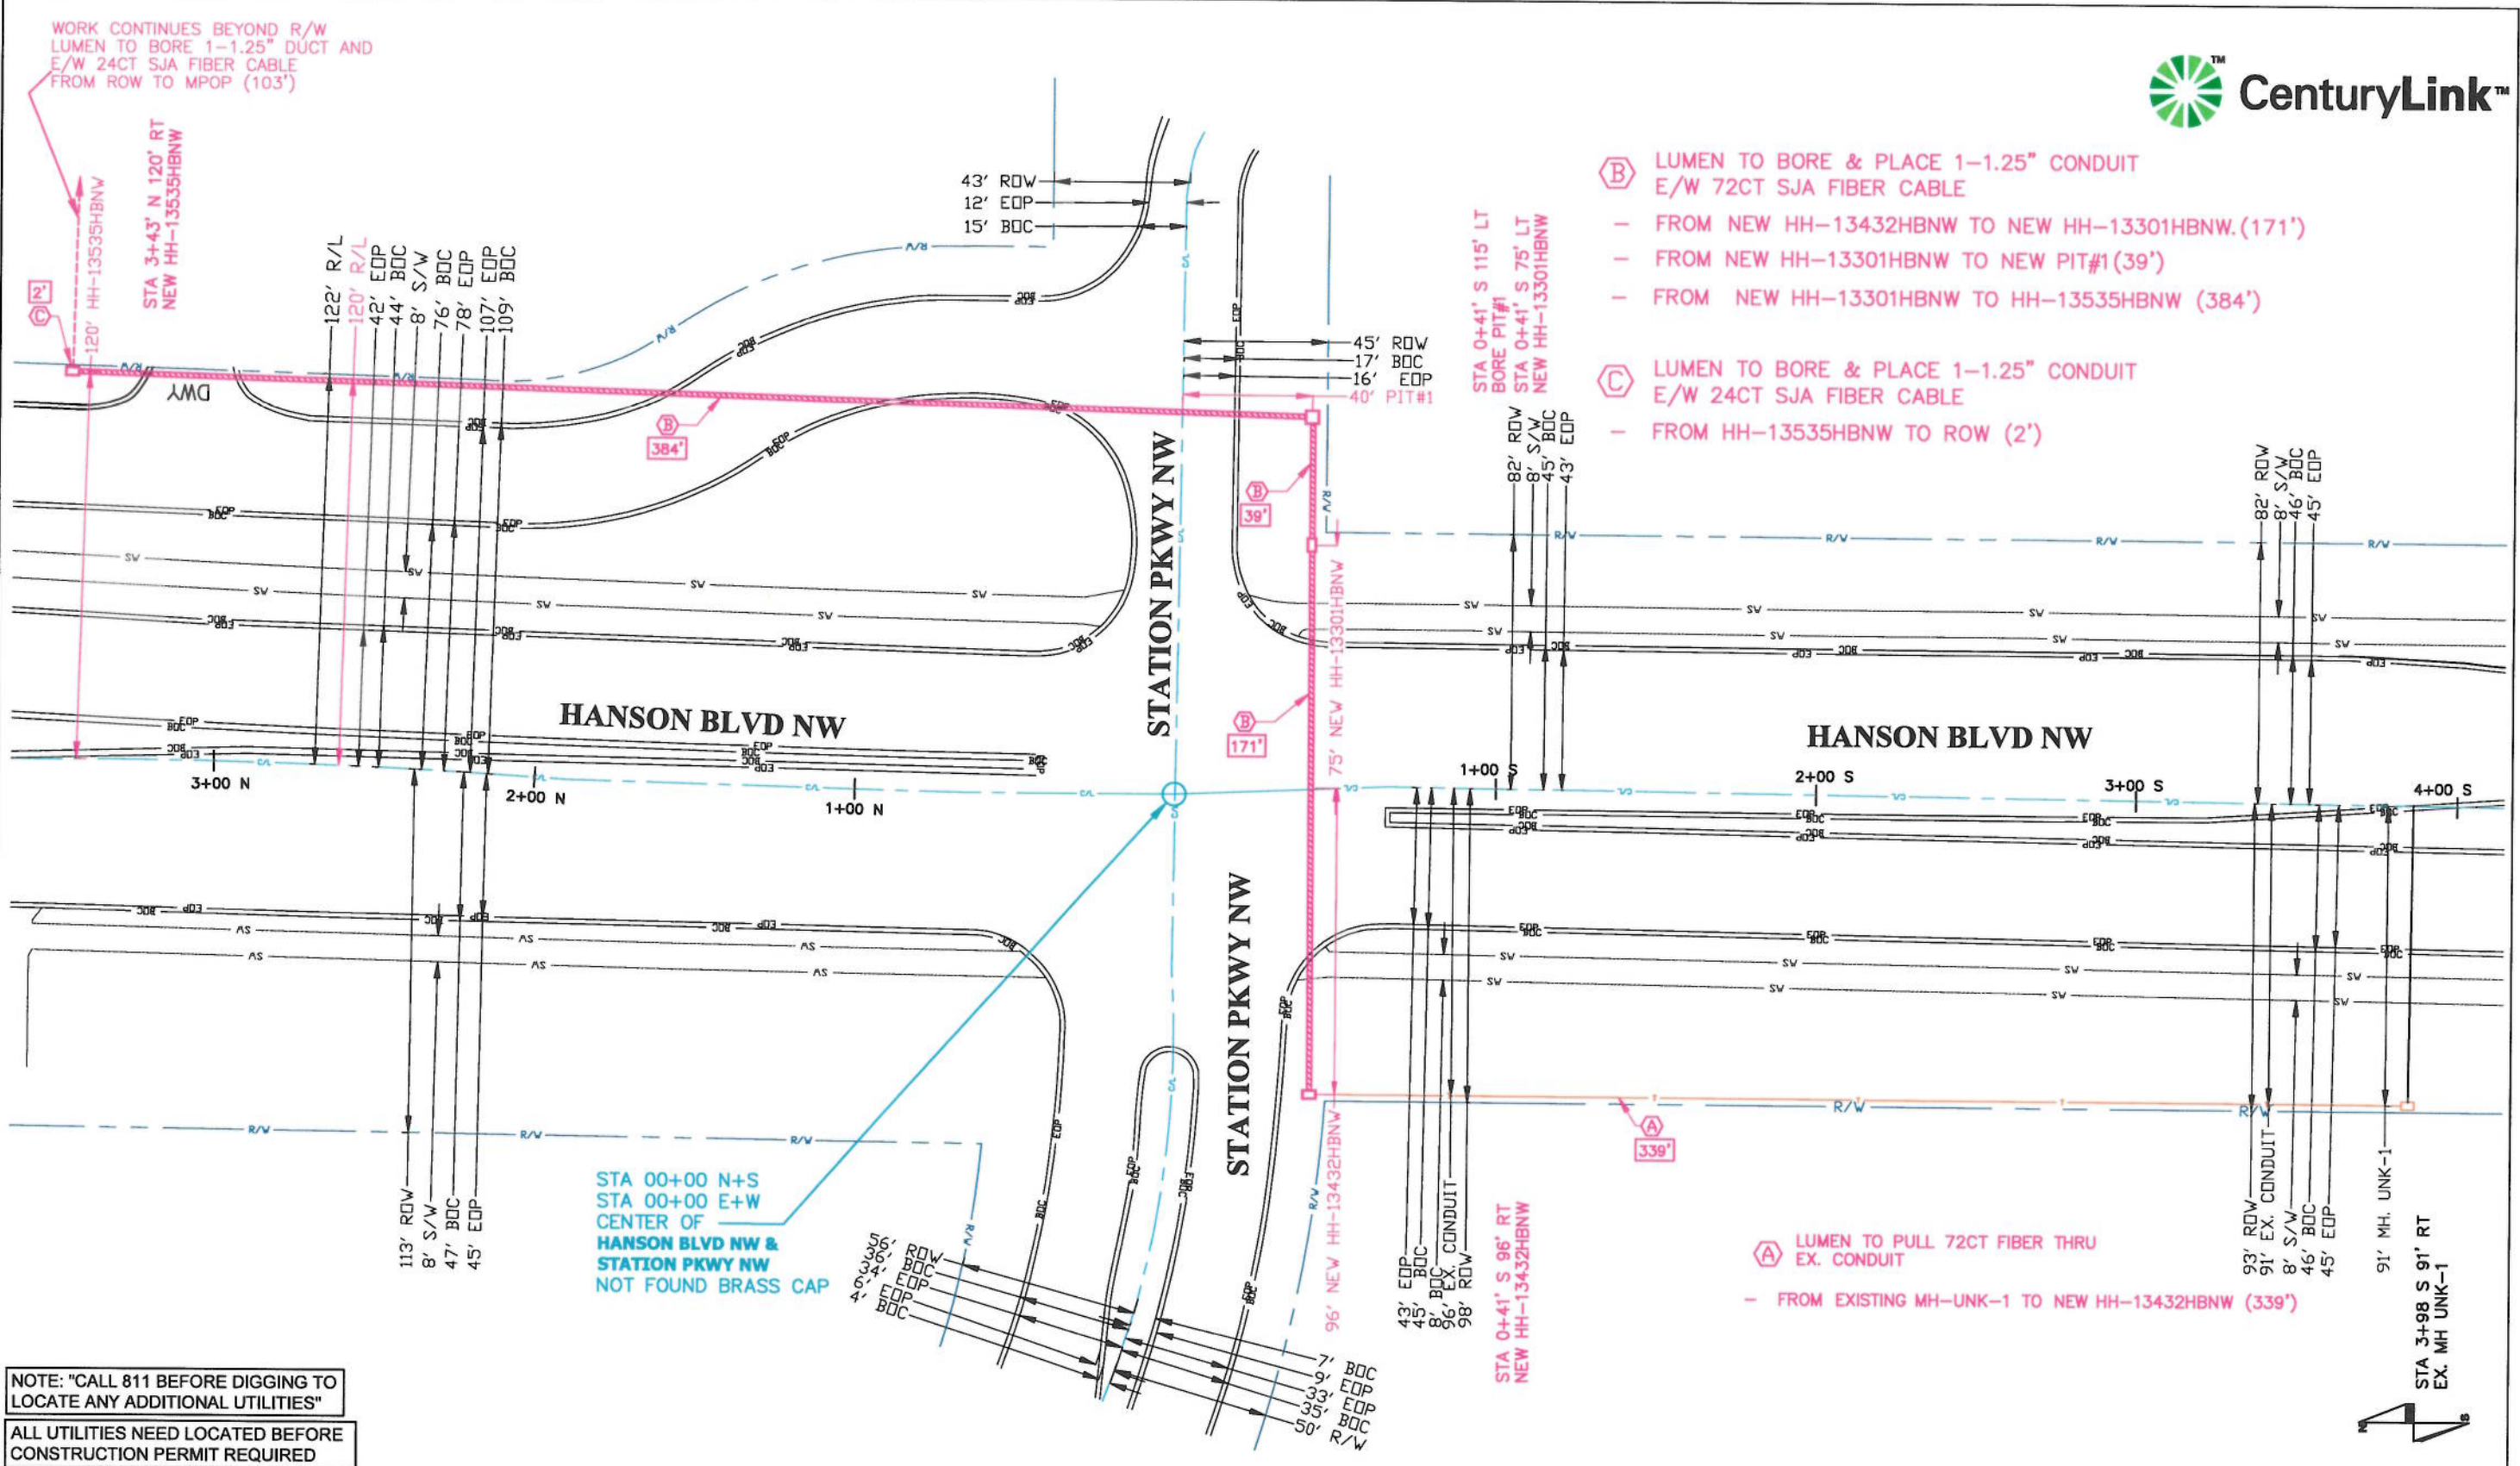 WORK CONTINUES BEYOND R/W
LUMEN TO BORE 1-1.25" DUCT AND
E/W 24CT SJA FIBER CABLE
FROM ROW TO MPOP (103')
CenturyLink™
STA 3+43' N 120' RT
NEW HH-13535HBNW
120' HH-13535HBNW
2'
C
122' R/L
120' R/L
42' EOP
44' BOC
8' S/W
76' BOC
78' EOP
107' EOP
109' BOC
43' ROW
12' EOP
15' BOC
45' ROW
17' BOC
16' EOP
40' PIT#1
STA 0+41' S 115' LT
BORE PIT#1
STA 0+41' S 75' LT
NEW HH-13301HBNW
B
LUMEN TO BORE & PLACE 1-1.25" CONDUIT
E/W 72CT SJA FIBER CABLE
- FROM NEW HH-13432HBNW TO NEW HH-13301HBNW.(171')
- FROM NEW HH-13301HBNW TO NEW PIT#1(39')
- FROM NEW HH-13301HBNW TO HH-13535HBNW (384')
C
LUMEN TO BORE & PLACE 1-1.25" CONDUIT
E/W 24CT SJA FIBER CABLE
- FROM HH-13535HBNW TO ROW (2')
DWY
B
384'
B
39'
B
171'
82' ROW
8' S/W
45' BOC
43' EOP
82' ROW
8' S/W
46' BOC
45' EOP
STATION PKWY NW
75' NEW HH-13301HBNW
HANSON BLVD NW
HANSON BLVD NW
3+00 N
2+00 N
1+00 N
1+00 S
2+00 S
3+00 S
4+00 S
STATION PKWY NW
R/W
R/W
R/W
R/W
R/W
R/W
R/W
R/W
R/W
SW
SW
SW
SW
EOP
BOC
113' ROW
8' S/W
47' BOC
45' EOP
STA 00+00 N+S
STA 00+00 E+W
CENTER OF
HANSON BLVD NW &
STATION PKWY NW
NOT FOUND BRASS CAP
56' ROW
36' BOC
34' EOP
6' EOP
4' BOC
7' BOC
9' EOP
33' EOP
35' BOC
50' R/W
96' NEW HH-13432HBNW
43' EOP
45' BOC
8' BOC
96' EX. CONDUIT
98' ROW
STA 0+41' S 96' RT
NEW HH-13432HBNW
A
339'
A
LUMEN TO PULL 72CT FIBER THRU
EX. CONDUIT
- FROM EXISTING MH-UNK-1 TO NEW HH-13432HBNW (339')
93' ROW
91' EX. CONDUIT
8' S/W
46' BOC
45' EOP
91' MH. UNK-1
STA 3+98 S 91' RT
EX. MH UNK-1
N
S
NOTE: "CALL 811 BEFORE DIGGING TO
LOCATE ANY ADDITIONAL UTILITIES"
ALL UTILITIES NEED LOCATED BEFORE
CONSTRUCTION PERMIT REQUIRED